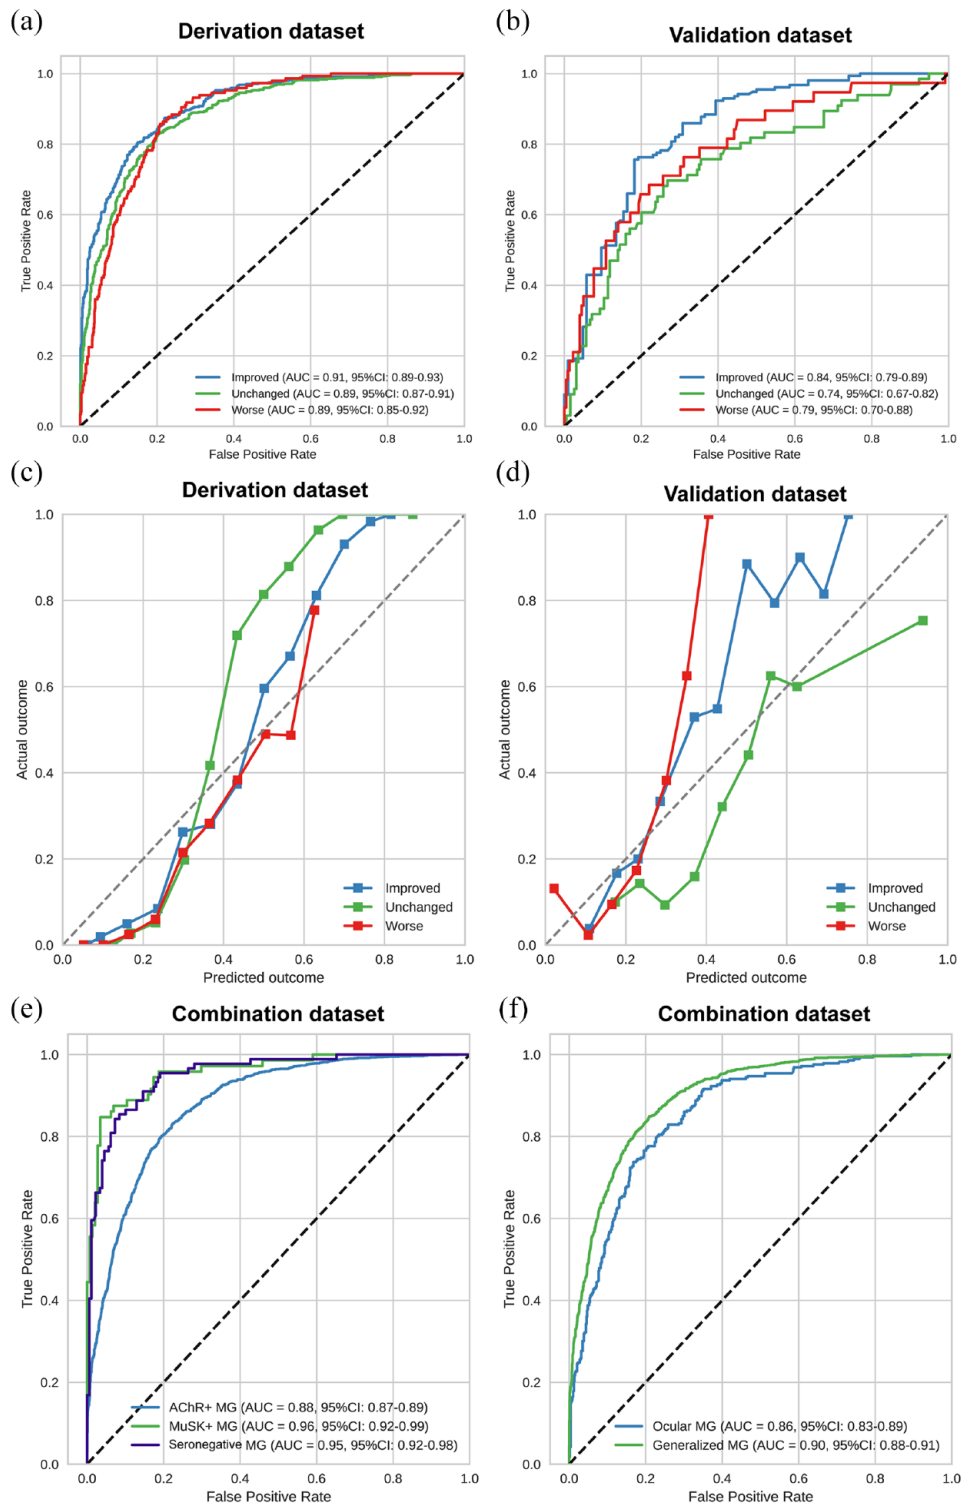 (a)
Derivation dataset
1.0
0.8
0.6
0.4
0.2
0.0
True Positive Rate
Improved (AUC = 0.91, 95%CI: 0.89-0.93)
Unchanged (AUC = 0.89, 95%CI: 0.87-0.91)
Worse (AUC = 0.89, 95%CI: 0.85-0.92)
0.0 0.2 0.4 0.6 0.8 1.0
False Positive Rate
(b)
Validation dataset
1.0
0.8
0.6
0.4
0.2
0.0
True Positive Rate
Improved (AUC = 0.84, 95%CI: 0.79-0.89)
Unchanged (AUC = 0.74, 95%CI: 0.67-0.82)
Worse (AUC = 0.79, 95%CI: 0.70-0.88)
0.0 0.2 0.4 0.6 0.8 1.0
False Positive Rate
(c)
Derivation dataset
1.0
0.8
0.6
0.4
0.2
0.0
Actual outcome
Improved
Unchanged
Worse
0.0 0.2 0.4 0.6 0.8 1.0
Predicted outcome
(d)
Validation dataset
1.0
0.8
0.6
0.4
0.2
0.0
Actual outcome
Improved
Unchanged
Worse
0.0 0.2 0.4 0.6 0.8 1.0
Predicted outcome
(e)
Combination dataset
1.0
0.8
0.6
0.4
0.2
0.0
True Positive Rate
AChR+ MG (AUC = 0.88, 95%CI: 0.87-0.89)
MuSK+ MG (AUC = 0.96, 95%CI: 0.92-0.99)
Seronegative MG (AUC = 0.95, 95%CI: 0.92-0.98)
0.0 0.2 0.4 0.6 0.8 1.0
False Positive Rate
(f)
Combination dataset
1.0
0.8
0.6
0.4
0.2
0.0
True Positive Rate
Ocular MG (AUC = 0.86, 95%CI: 0.83-0.89)
Generalized MG (AUC = 0.90, 95%CI: 0.88-0.91)
0.0 0.2 0.4 0.6 0.8 1.0
False Positive Rate